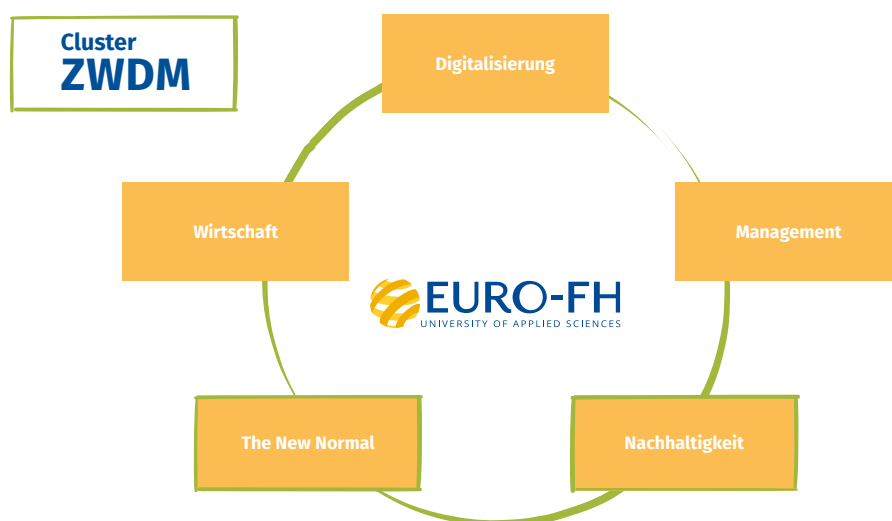 Cluster
ZWDM
Digitalisierung
Wirtschaft
Management
EURO-FH
UNIVERSITY OF APPLIED SCIENCES
The New Normal
Nachhaltigkeit